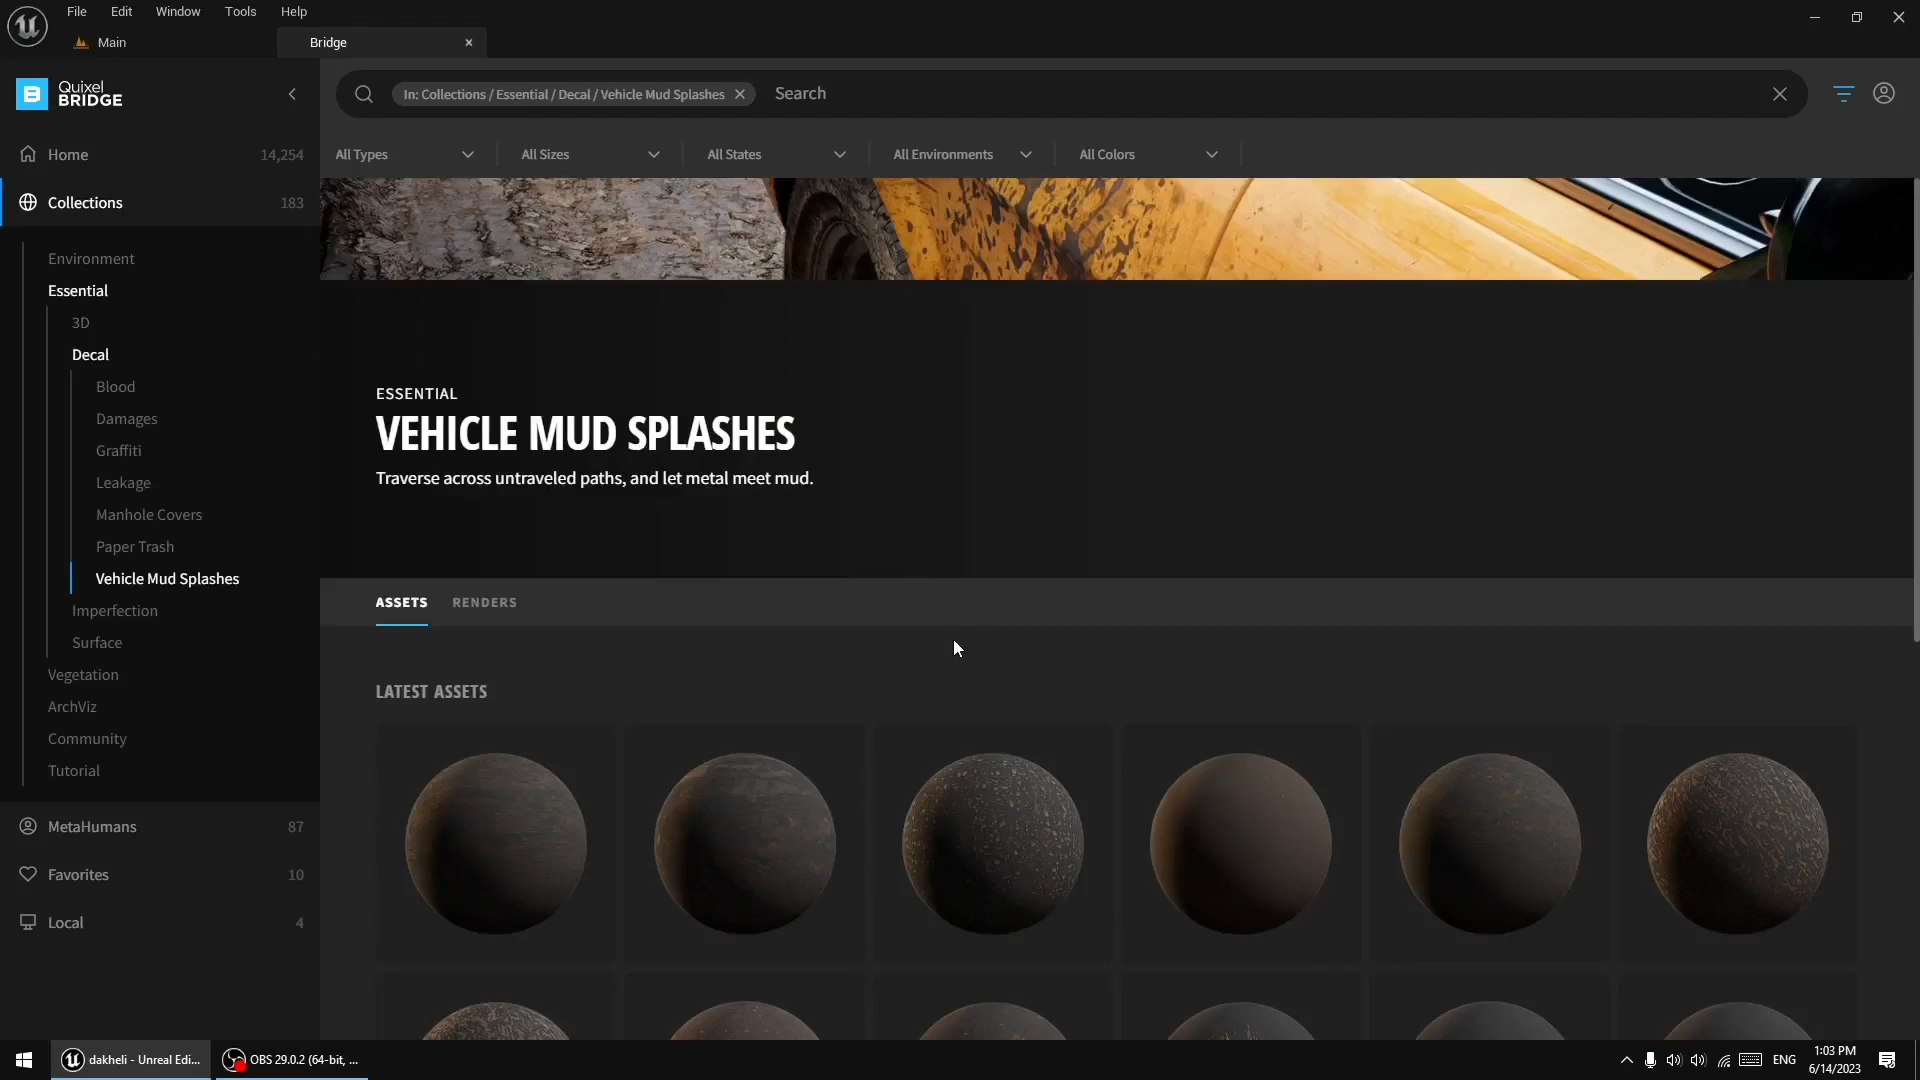 File Edit Window Tools Help
Main
Bridge
Quixel
BRIDGE
In: Collections / Essential / Decal / Vehicle Mud Splashes
Search
Home 14,254
All Types
All Sizes
All States
All Environments
All Colors
Collections 183
Environment
Essential
3D
Decal
Blood
Damages
Graffiti
Leakage
Manhole Covers
Paper Trash
Vehicle Mud Splashes
Imperfection
Surface
Vegetation
ArchViz
Community
Tutorial
MetaHumans 87
Favorites 10
Local 4
ESSENTIAL
VEHICLE MUD SPLASHES
Traverse across untraveled paths, and let metal meet mud.
ASSETS RENDERS
LATEST ASSETS
dakheli - Unreal Edi...
OBS 29.0.2 (64-bit, ...
ENG
1:03 PM
6/14/2023